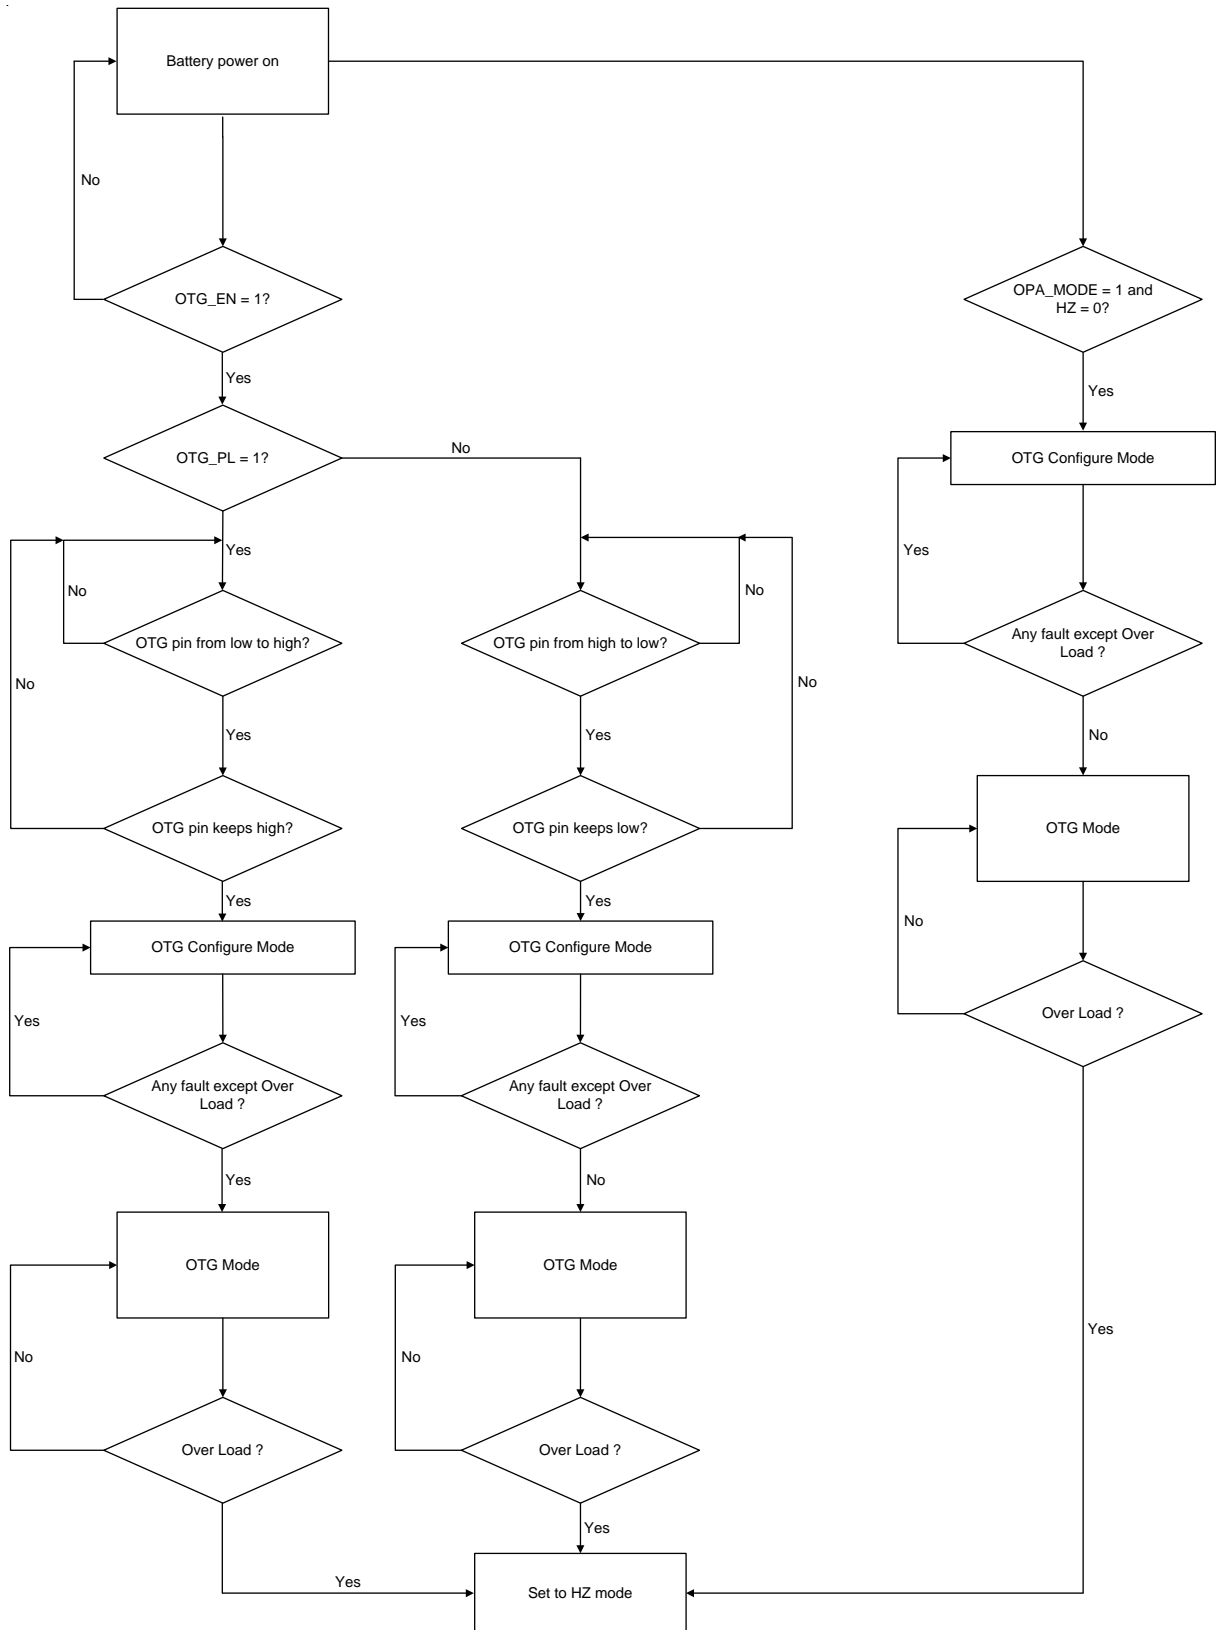 Battery power on
No
OTG_EN = 1?
OPA_MODE = 1 and
HZ = 0?
Yes
Yes
OTG_PL = 1?
No
OTG Configure Mode
Yes
Yes
No
No
OTG pin from low to high?
OTG pin from high to low?
Any fault except Over
Load ?
No
No
Yes
Yes
No
OTG pin keeps high?
OTG pin keeps low?
OTG Mode
Yes
Yes
No
OTG Configure Mode
OTG Configure Mode
Yes
Yes
Over Load ?
Any fault except Over
Load ?
Any fault except Over
Load ?
Yes
No
OTG Mode
OTG Mode
No
No
Yes
Over Load ?
Over Load ?
Yes
Yes
Set to HZ mode